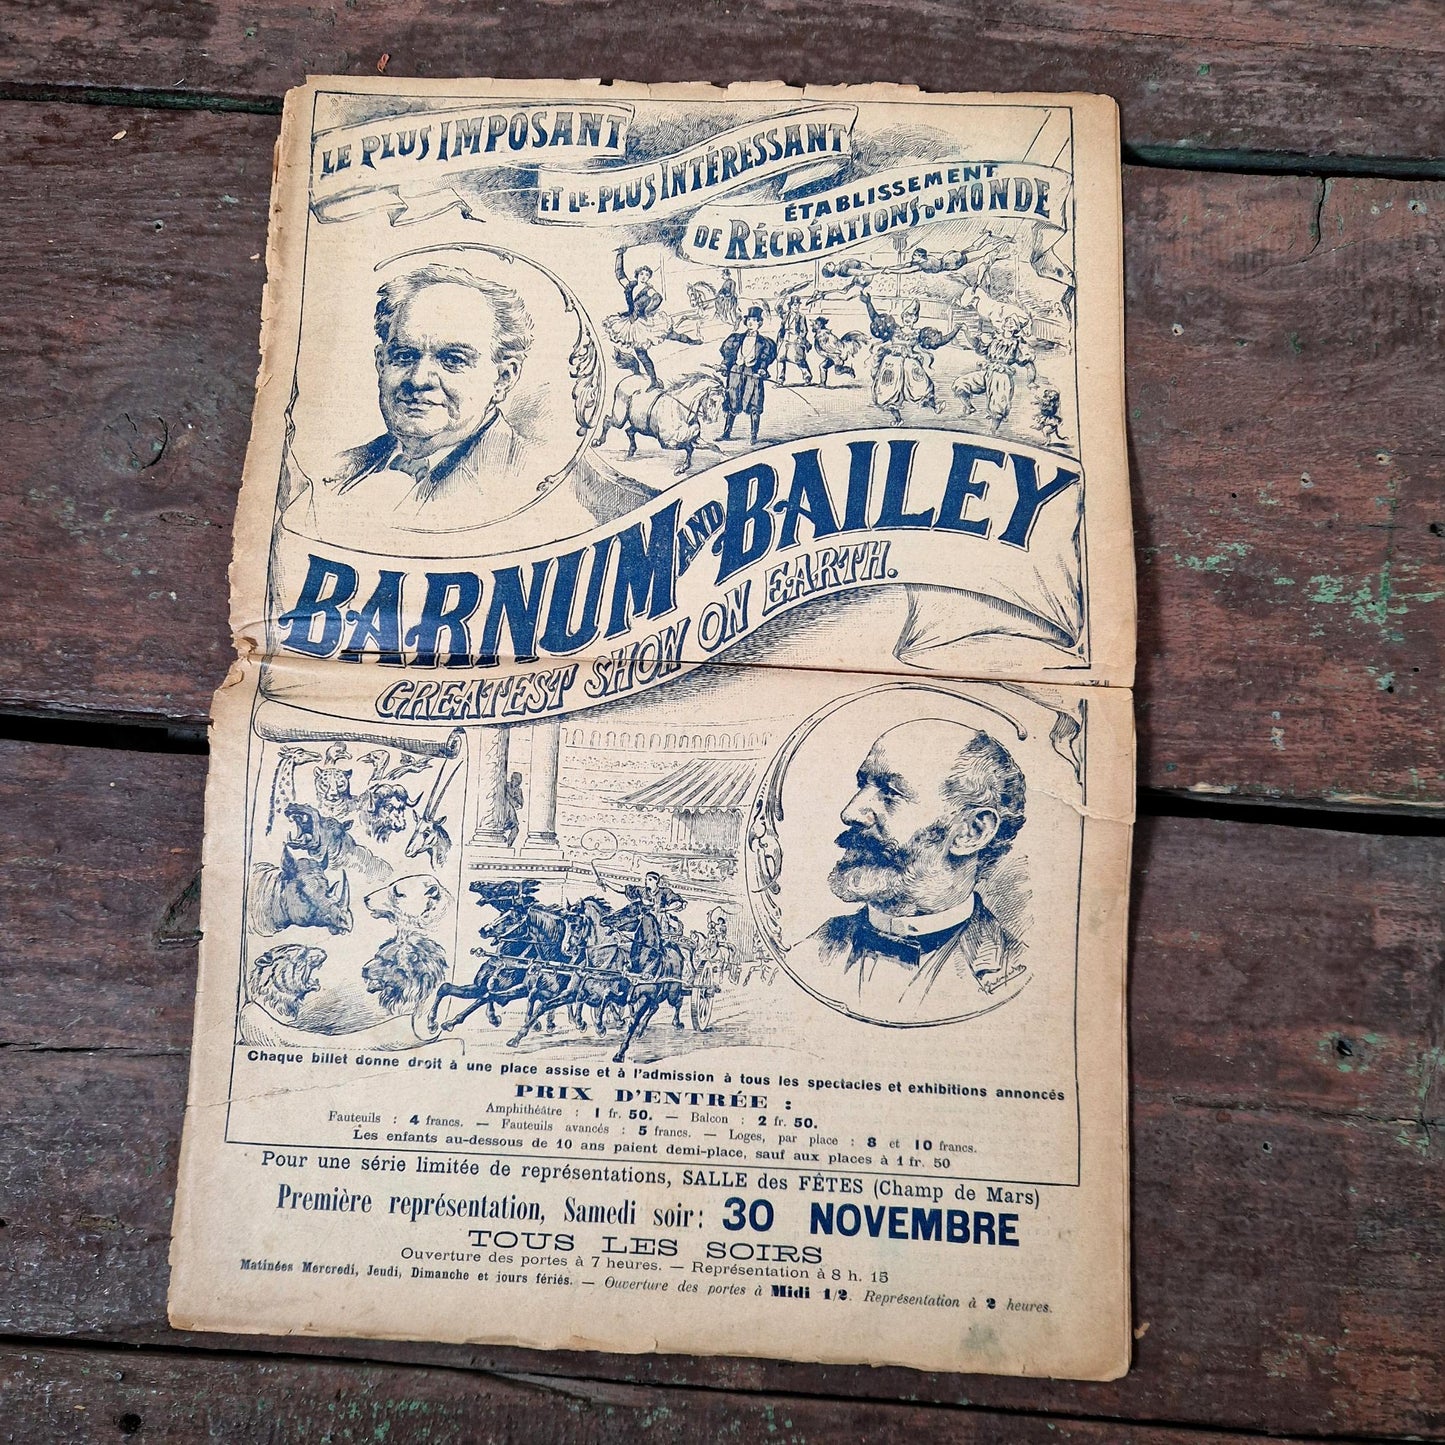 LE PLUS IMPOSANT
ET LE PLUS INTÉRESSANT
ÉTABLISSEMENT
DE RÉCRÉATIONS DU MONDE
BARNUM AND BAILEY
GREATEST SHOW ON EARTH.
Chaque billet donne droit à une place assise et à l'admission à tous les spectacles et exhibitions annoncés
PRIX D'ENTRÉE :
Amphithéâtre : 1 fr. 50. — Balcon : 2 fr. 50.
Fauteuils : 4 francs. — Fauteuils avancés : 5 francs. — Loges, par place : 8 et 10 francs.
Les enfants au-dessous de 10 ans paient demi-place, sauf aux places à 1 fr. 50
Pour une série limitée de représentations, SALLE des FÊTES (Champ de Mars)
Première représentation, Samedi soir: 30 NOVEMBRE
TOUS LES SOIRS
Ouverture des portes à 7 heures. — Représentation à 8 h. 15
Matinées Mercredi, Jeudi, Dimanche et jours fériés. — Ouverture des portes à Midi 1/2. Représentation à 2 heures.